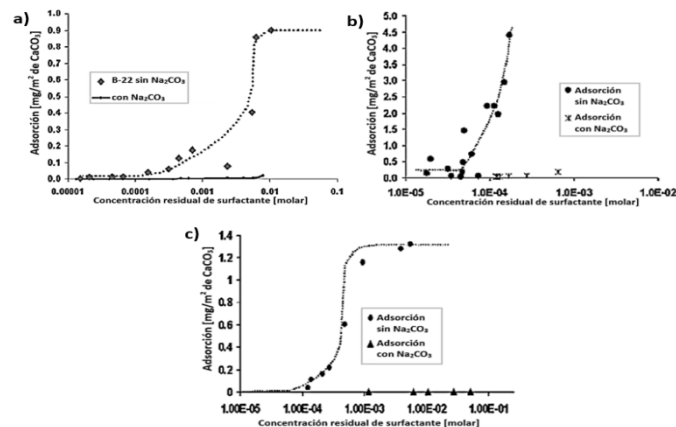 a)
Adsorción [mg/m² de CaCO₃]
0.9
0.8
0.7
0.6
0.5
0.4
0.3
0.2
0.1
0.0
B-22 sin Na₂CO₃
con Na₂CO₃
0.00001 0.0001 0.001 0.01 0.1
Concentración residual de surfactante [molar]
b)
Adsorción [mg/m² de CaCO₃]
5.0
4.5
4.0
3.5
3.0
2.5
2.0
1.5
1.0
0.5
0.0
Adsorción
sin Na₂CO₃
Adsorción
con Na₂CO₃
1.0E-05 1.0E-04 1.0E-03 1.0E-02
Concentración residual de surfactante [molar]
c)
Adsorción [mg/m² de CaCO₃]
1.4
1.2
1
0.8
0.6
0.4
0.2
0
Adsorción
sin Na₂CO₃
Adsorción
con Na₂CO₃
1.00E-05 1.00E-04 1.00E-03 1.00E-02 1.00E-01
Concentración residual de surfactante [molar]